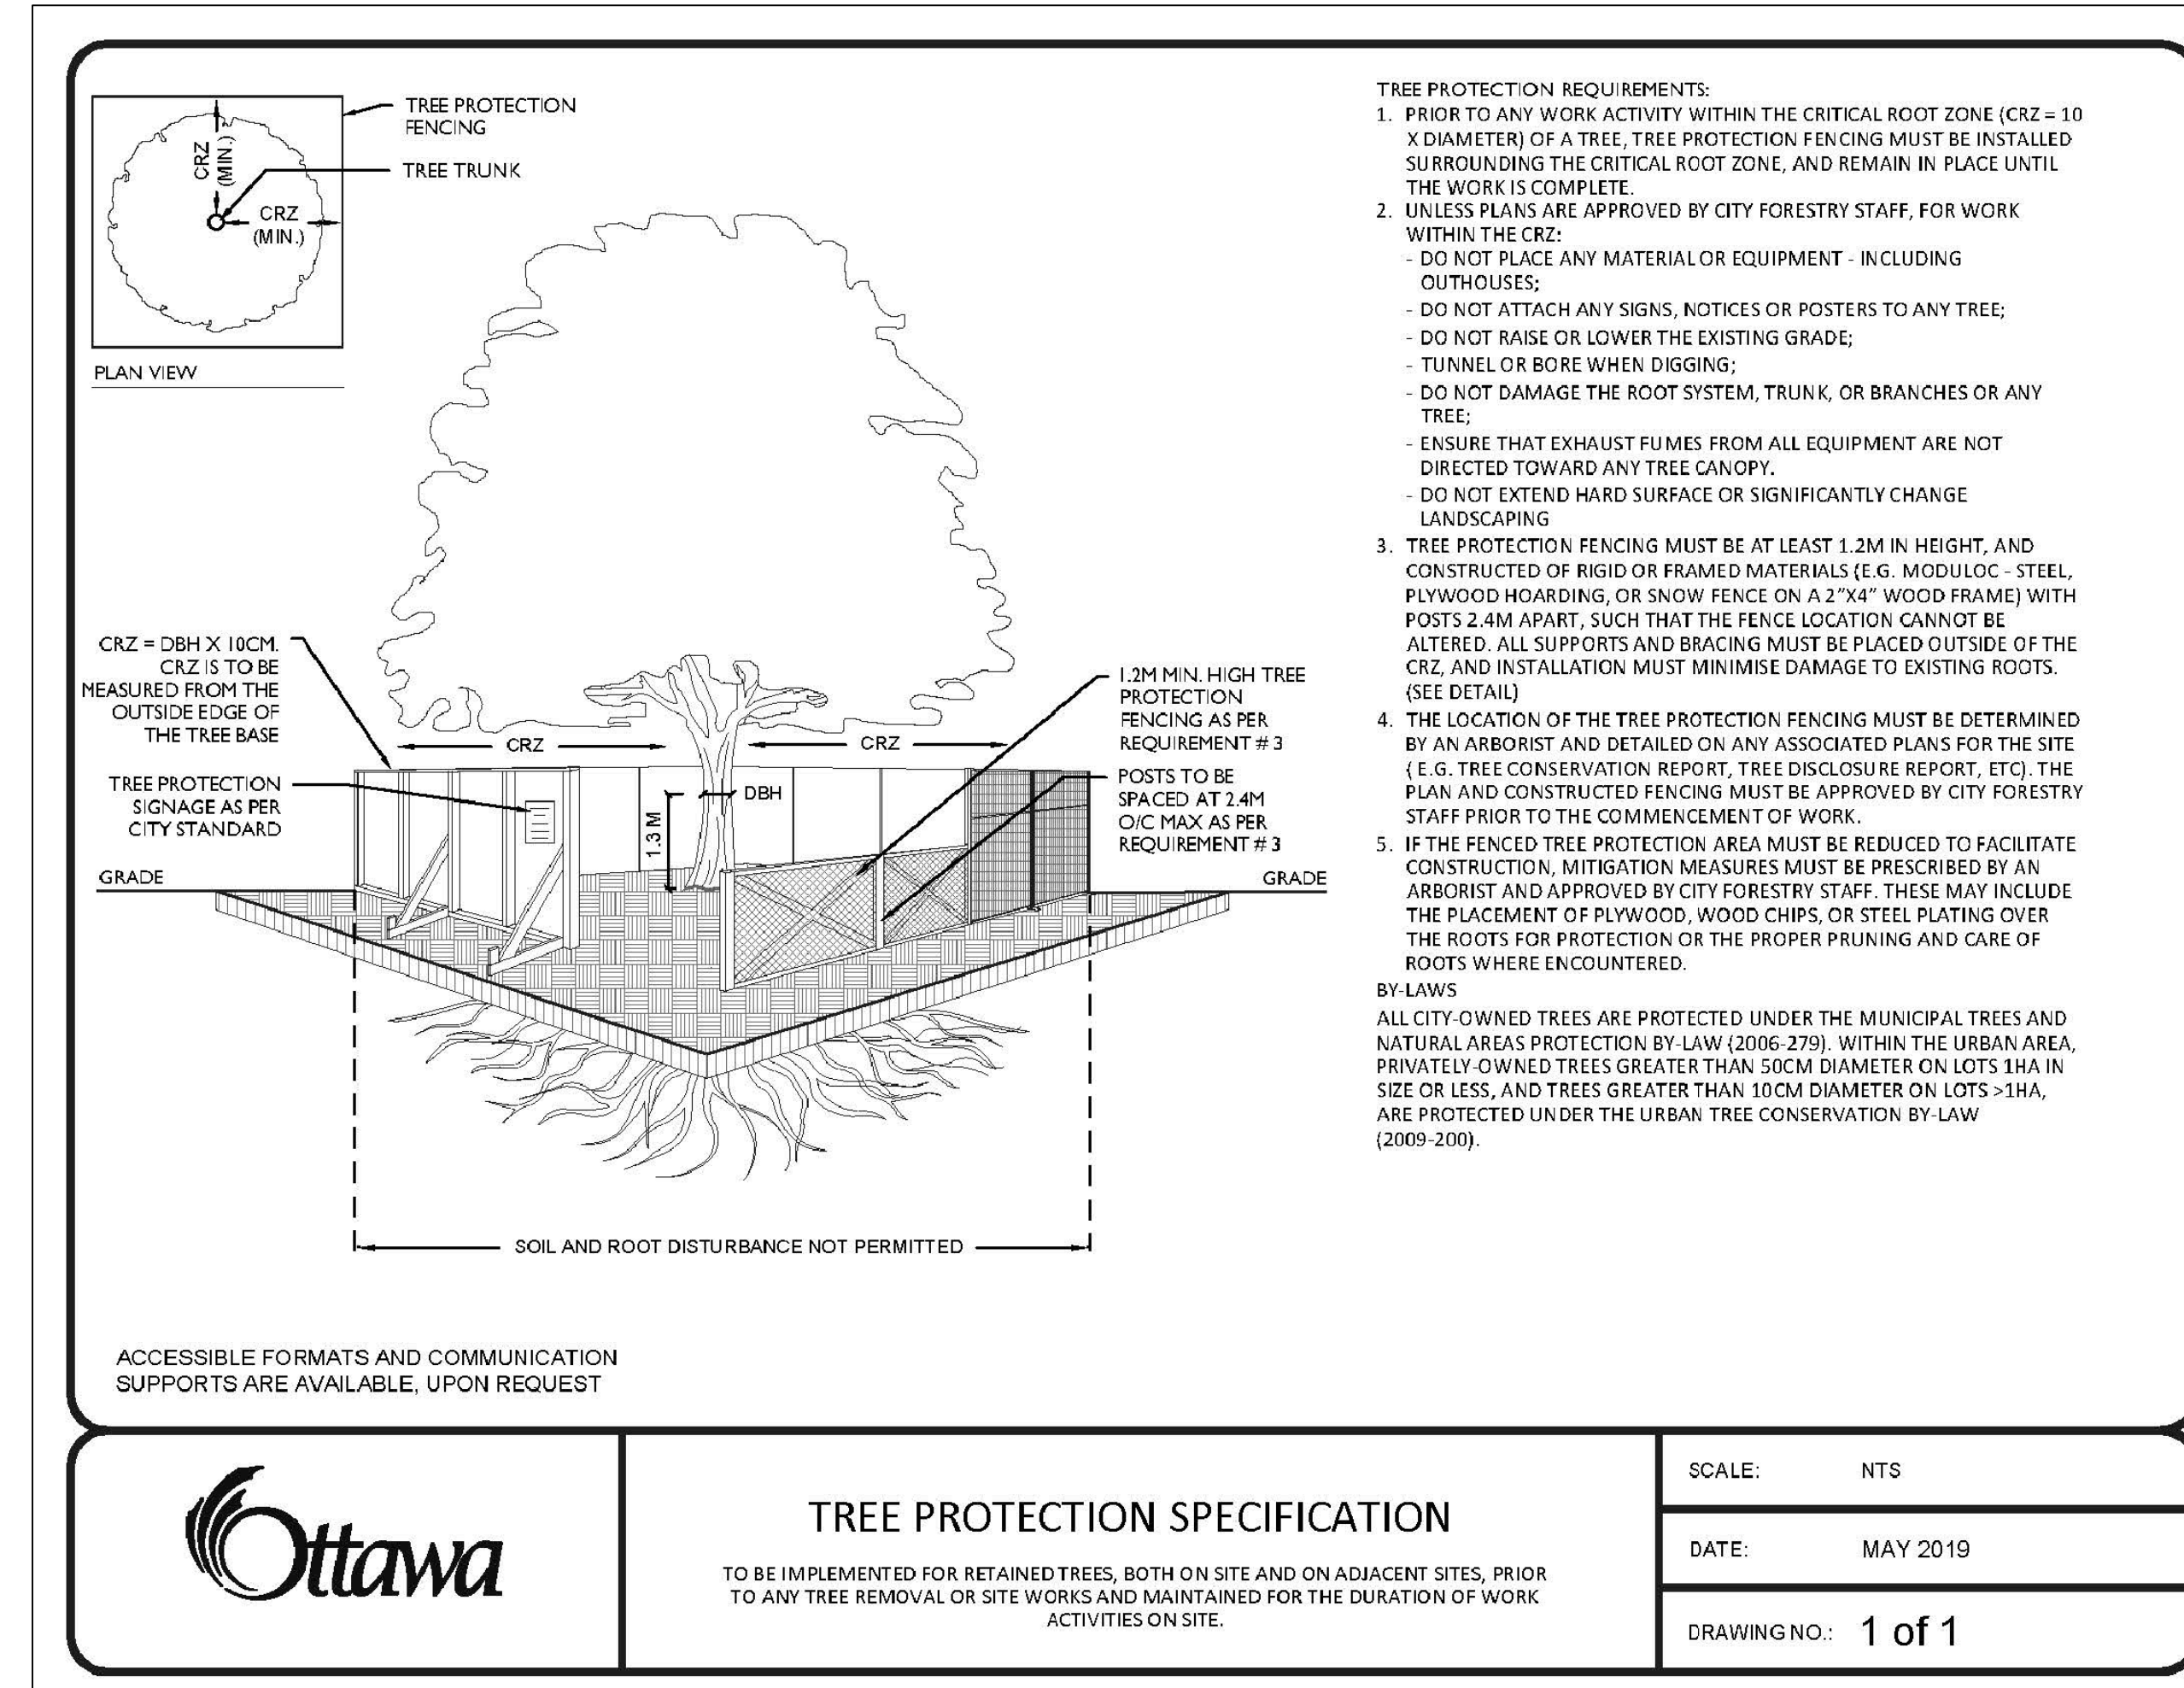 TREE PROTECTION
FENCING
TREE TRUNK
CRZ
(MIN.)
CRZ
(MIN.)
PLAN VIEW
CRZ = DBH X 10CM.
CRZ IS TO BE
MEASURED FROM THE
OUTSIDE EDGE OF
THE TREE BASE
TREE PROTECTION
SIGNAGE AS PER
CITY STANDARD
GRADE
CRZ
CRZ
DBH
1.3 M
1.2M MIN. HIGH TREE
PROTECTION
FENCING AS PER
REQUIREMENT # 3
POSTS TO BE
SPACED AT 2.4M
O/C MAX AS PER
REQUIREMENT # 3
GRADE
SOIL AND ROOT DISTURBANCE NOT PERMITTED
ACCESSIBLE FORMATS AND COMMUNICATION
SUPPORTS ARE AVAILABLE, UPON REQUEST
TREE PROTECTION REQUIREMENTS:
1. PRIOR TO ANY WORK ACTIVITY WITHIN THE CRITICAL ROOT ZONE (CRZ = 10
X DIAMETER) OF A TREE, TREE PROTECTION FENCING MUST BE INSTALLED
SURROUNDING THE CRITICAL ROOT ZONE, AND REMAIN IN PLACE UNTIL
THE WORK IS COMPLETE.
2. UNLESS PLANS ARE APPROVED BY CITY FORESTRY STAFF, FOR WORK
WITHIN THE CRZ:
- DO NOT PLACE ANY MATERIAL OR EQUIPMENT - INCLUDING
OUTHOUSES;
- DO NOT ATTACH ANY SIGNS, NOTICES OR POSTERS TO ANY TREE;
- DO NOT RAISE OR LOWER THE EXISTING GRADE;
- TUNNEL OR BORE WHEN DIGGING;
- DO NOT DAMAGE THE ROOT SYSTEM, TRUNK, OR BRANCHES OR ANY
TREE;
- ENSURE THAT EXHAUST FUMES FROM ALL EQUIPMENT ARE NOT
DIRECTED TOWARD ANY TREE CANOPY.
- DO NOT EXTEND HARD SURFACE OR SIGNIFICANTLY CHANGE
LANDSCAPING
3. TREE PROTECTION FENCING MUST BE AT LEAST 1.2M IN HEIGHT, AND
CONSTRUCTED OF RIGID OR FRAMED MATERIALS (E.G. MODULOC - STEEL,
PLYWOOD HOARDING, OR SNOW FENCE ON A 2"X4" WOOD FRAME) WITH
POSTS 2.4M APART, SUCH THAT THE FENCE LOCATION CANNOT BE
ALTERED. ALL SUPPORTS AND BRACING MUST BE PLACED OUTSIDE OF THE
CRZ, AND INSTALLATION MUST MINIMISE DAMAGE TO EXISTING ROOTS.
(SEE DETAIL)
4. THE LOCATION OF THE TREE PROTECTION FENCING MUST BE DETERMINED
BY AN ARBORIST AND DETAILED ON ANY ASSOCIATED PLANS FOR THE SITE
( E.G. TREE CONSERVATION REPORT, TREE DISCLOSURE REPORT, ETC). THE
PLAN AND CONSTRUCTED FENCING MUST BE APPROVED BY CITY FORESTRY
STAFF PRIOR TO THE COMMENCEMENT OF WORK.
5. IF THE FENCED TREE PROTECTION AREA MUST BE REDUCED TO FACILITATE
CONSTRUCTION, MITIGATION MEASURES MUST BE PRESCRIBED BY AN
ARBORIST AND APPROVED BY CITY FORESTRY STAFF. THESE MAY INCLUDE
THE PLACEMENT OF PLYWOOD, WOOD CHIPS, OR STEEL PLATING OVER
THE ROOTS FOR PROTECTION OR THE PROPER PRUNING AND CARE OF
ROOTS WHERE ENCOUNTERED.
BY-LAWS
ALL CITY-OWNED TREES ARE PROTECTED UNDER THE MUNICIPAL TREES AND
NATURAL AREAS PROTECTION BY-LAW (2006-279). WITHIN THE URBAN AREA,
PRIVATELY-OWNED TREES GREATER THAN 50CM DIAMETER ON LOTS 1HA IN
SIZE OR LESS, AND TREES GREATER THAN 10CM DIAMETER ON LOTS >1HA,
ARE PROTECTED UNDER THE URBAN TREE CONSERVATION BY-LAW
(2009-200).
Ottawa
TREE PROTECTION SPECIFICATION
TO BE IMPLEMENTED FOR RETAINED TREES, BOTH ON SITE AND ON ADJACENT SITES, PRIOR
TO ANY TREE REMOVAL OR SITE WORKS AND MAINTAINED FOR THE DURATION OF WORK
ACTIVITIES ON SITE.
SCALE: NTS
DATE: MAY 2019
DRAWING NO.: 1 of 1